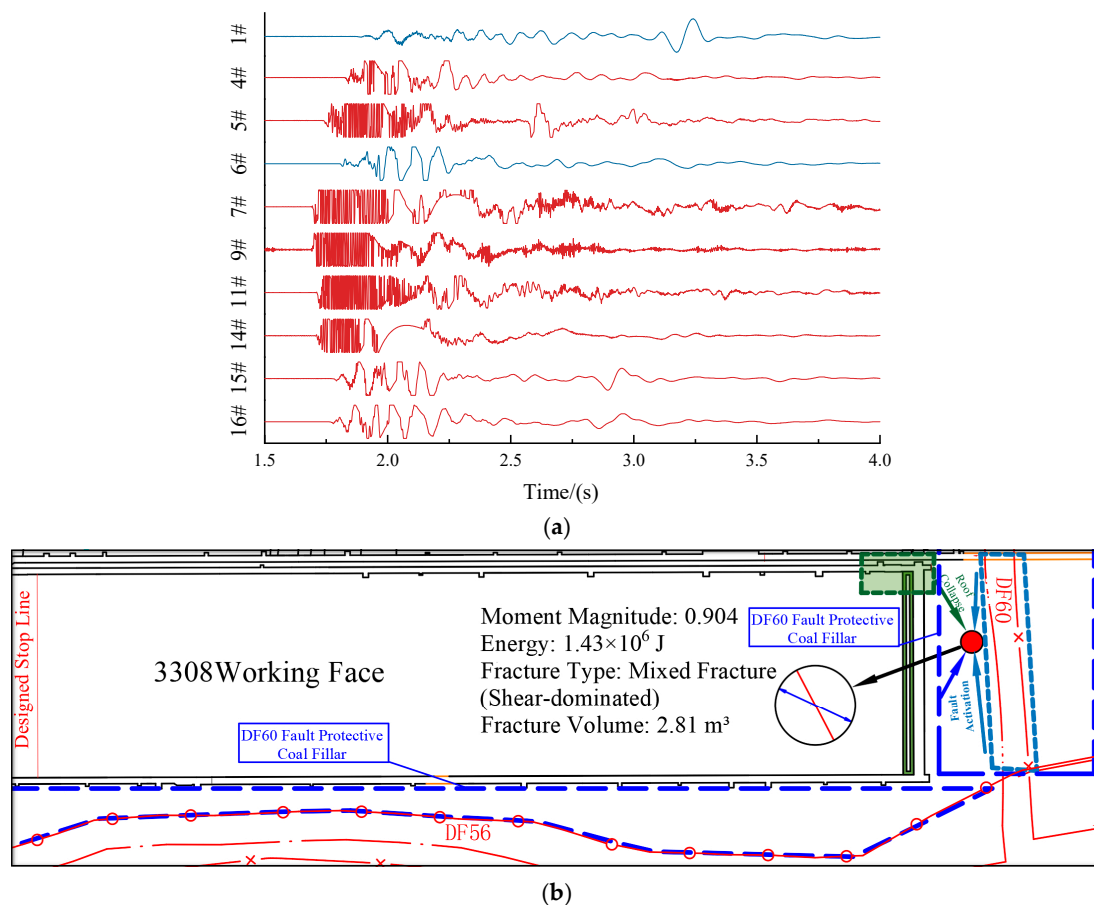 1#
4#
5#
6#
7#
9#
11#
14#
15#
16#
1.5 2.0 2.5 3.0 3.5 4.0
Time/(s)
(a)
Designed Stop Line
3308Working Face
Moment Magnitude: 0.904
Energy: 1.43×10⁶ J
Fracture Type: Mixed Fracture
(Shear-dominated)
Fracture Volume: 2.81 m³
DF60 Fault Protective
Coal Fillar
DF60 Fault Protective
Coal Fillar
Roof
Collapse
Fault
Activation
DF60
DF56
(b)